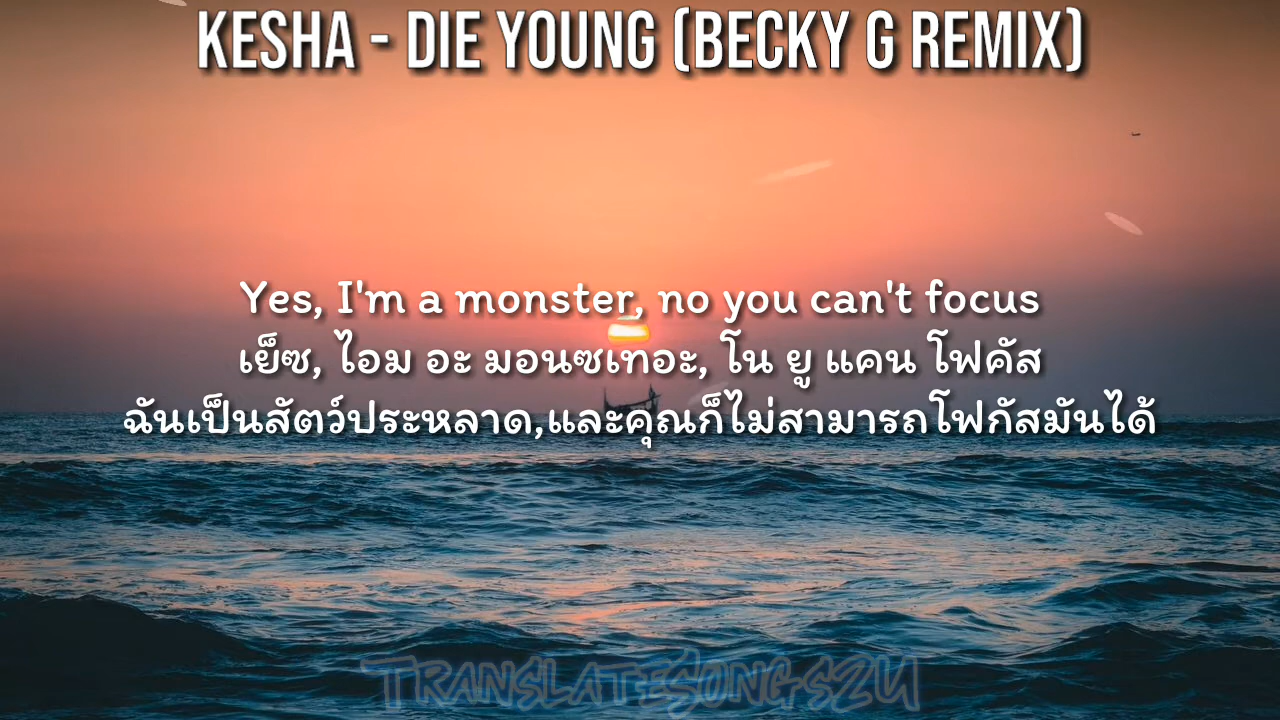 KESHA - DIE YOUNG (BECKY G REMIX)
Yes, I'm a monster, no you can't focus
เย็ซ, ไอม อะ มอนซเทอะ, โน ยู แคน โฟคัส
ฉันเป็นสัตว์ประหลาด,และคุณก็ไม่สามารถโฟกัสมันได้
TRANSLATESONGS2U